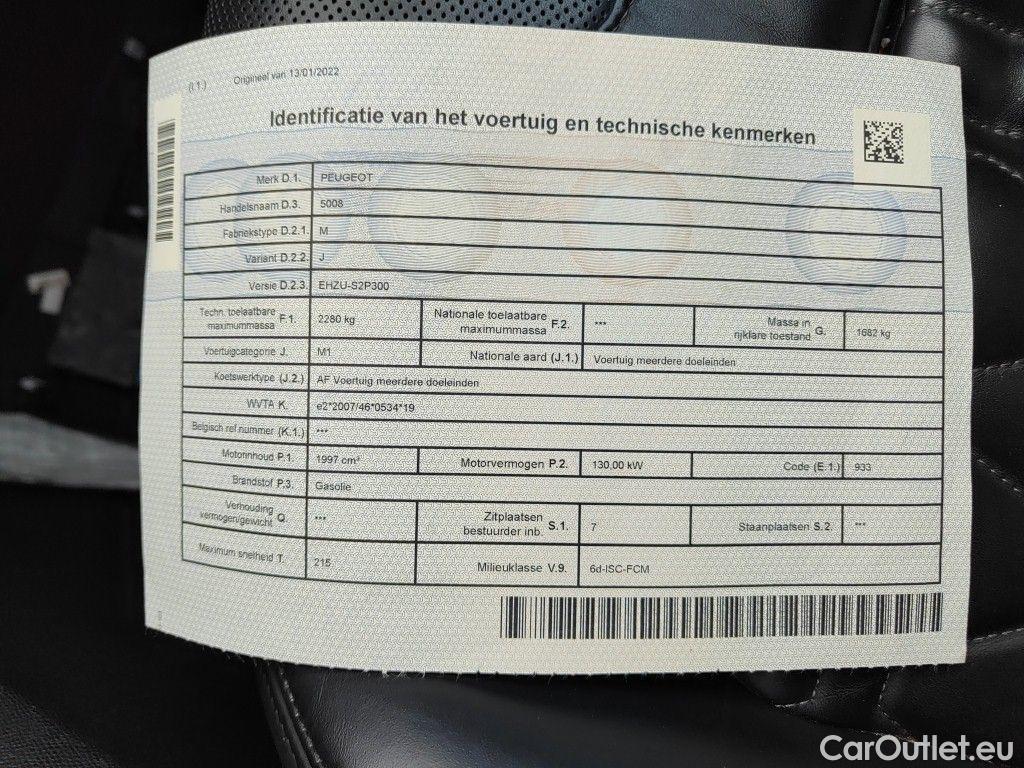 (I.1.) Origineel van 13/01/2022
Identificatie van het voertuig en technische kenmerken
Merk D.1. PEUGEOT
Handelsnaam D.3. 5008
Fabriekstype D.2.1. M
Variant D.2.2. J
Versie D.2.3. EHZU-S2P300
Techn. toelaatbare maximummassa F.1. 2280 kg Nationale toelaatbare maximummassa F.2. *** Massa in rijklare toestand G. 1682 kg
Voertuigcategorie J. M1 Nationale aard (J.1.) Voertuig meerdere doeleinden
Koetswerktype (J.2.) AF Voertuig meerdere doeleinden
WVTA K. e2*2007/46*0534*19
Belgisch ref.nummer (K.1.) ***
Motorinhoud P.1. 1997 cm³ Motorvermogen P.2. 130,00 kW Code (E.1.) 933
Brandstof P.3. Gasolie
Verhouding vermogen/gewicht Q. *** Zitplaatsen bestuurder inb. S.1. 7 Staanplaatsen S.2. ***
Maximum snelheid T. 215 Milieuklasse V.9. 6d-ISC-FCM
CarOutlet.eu